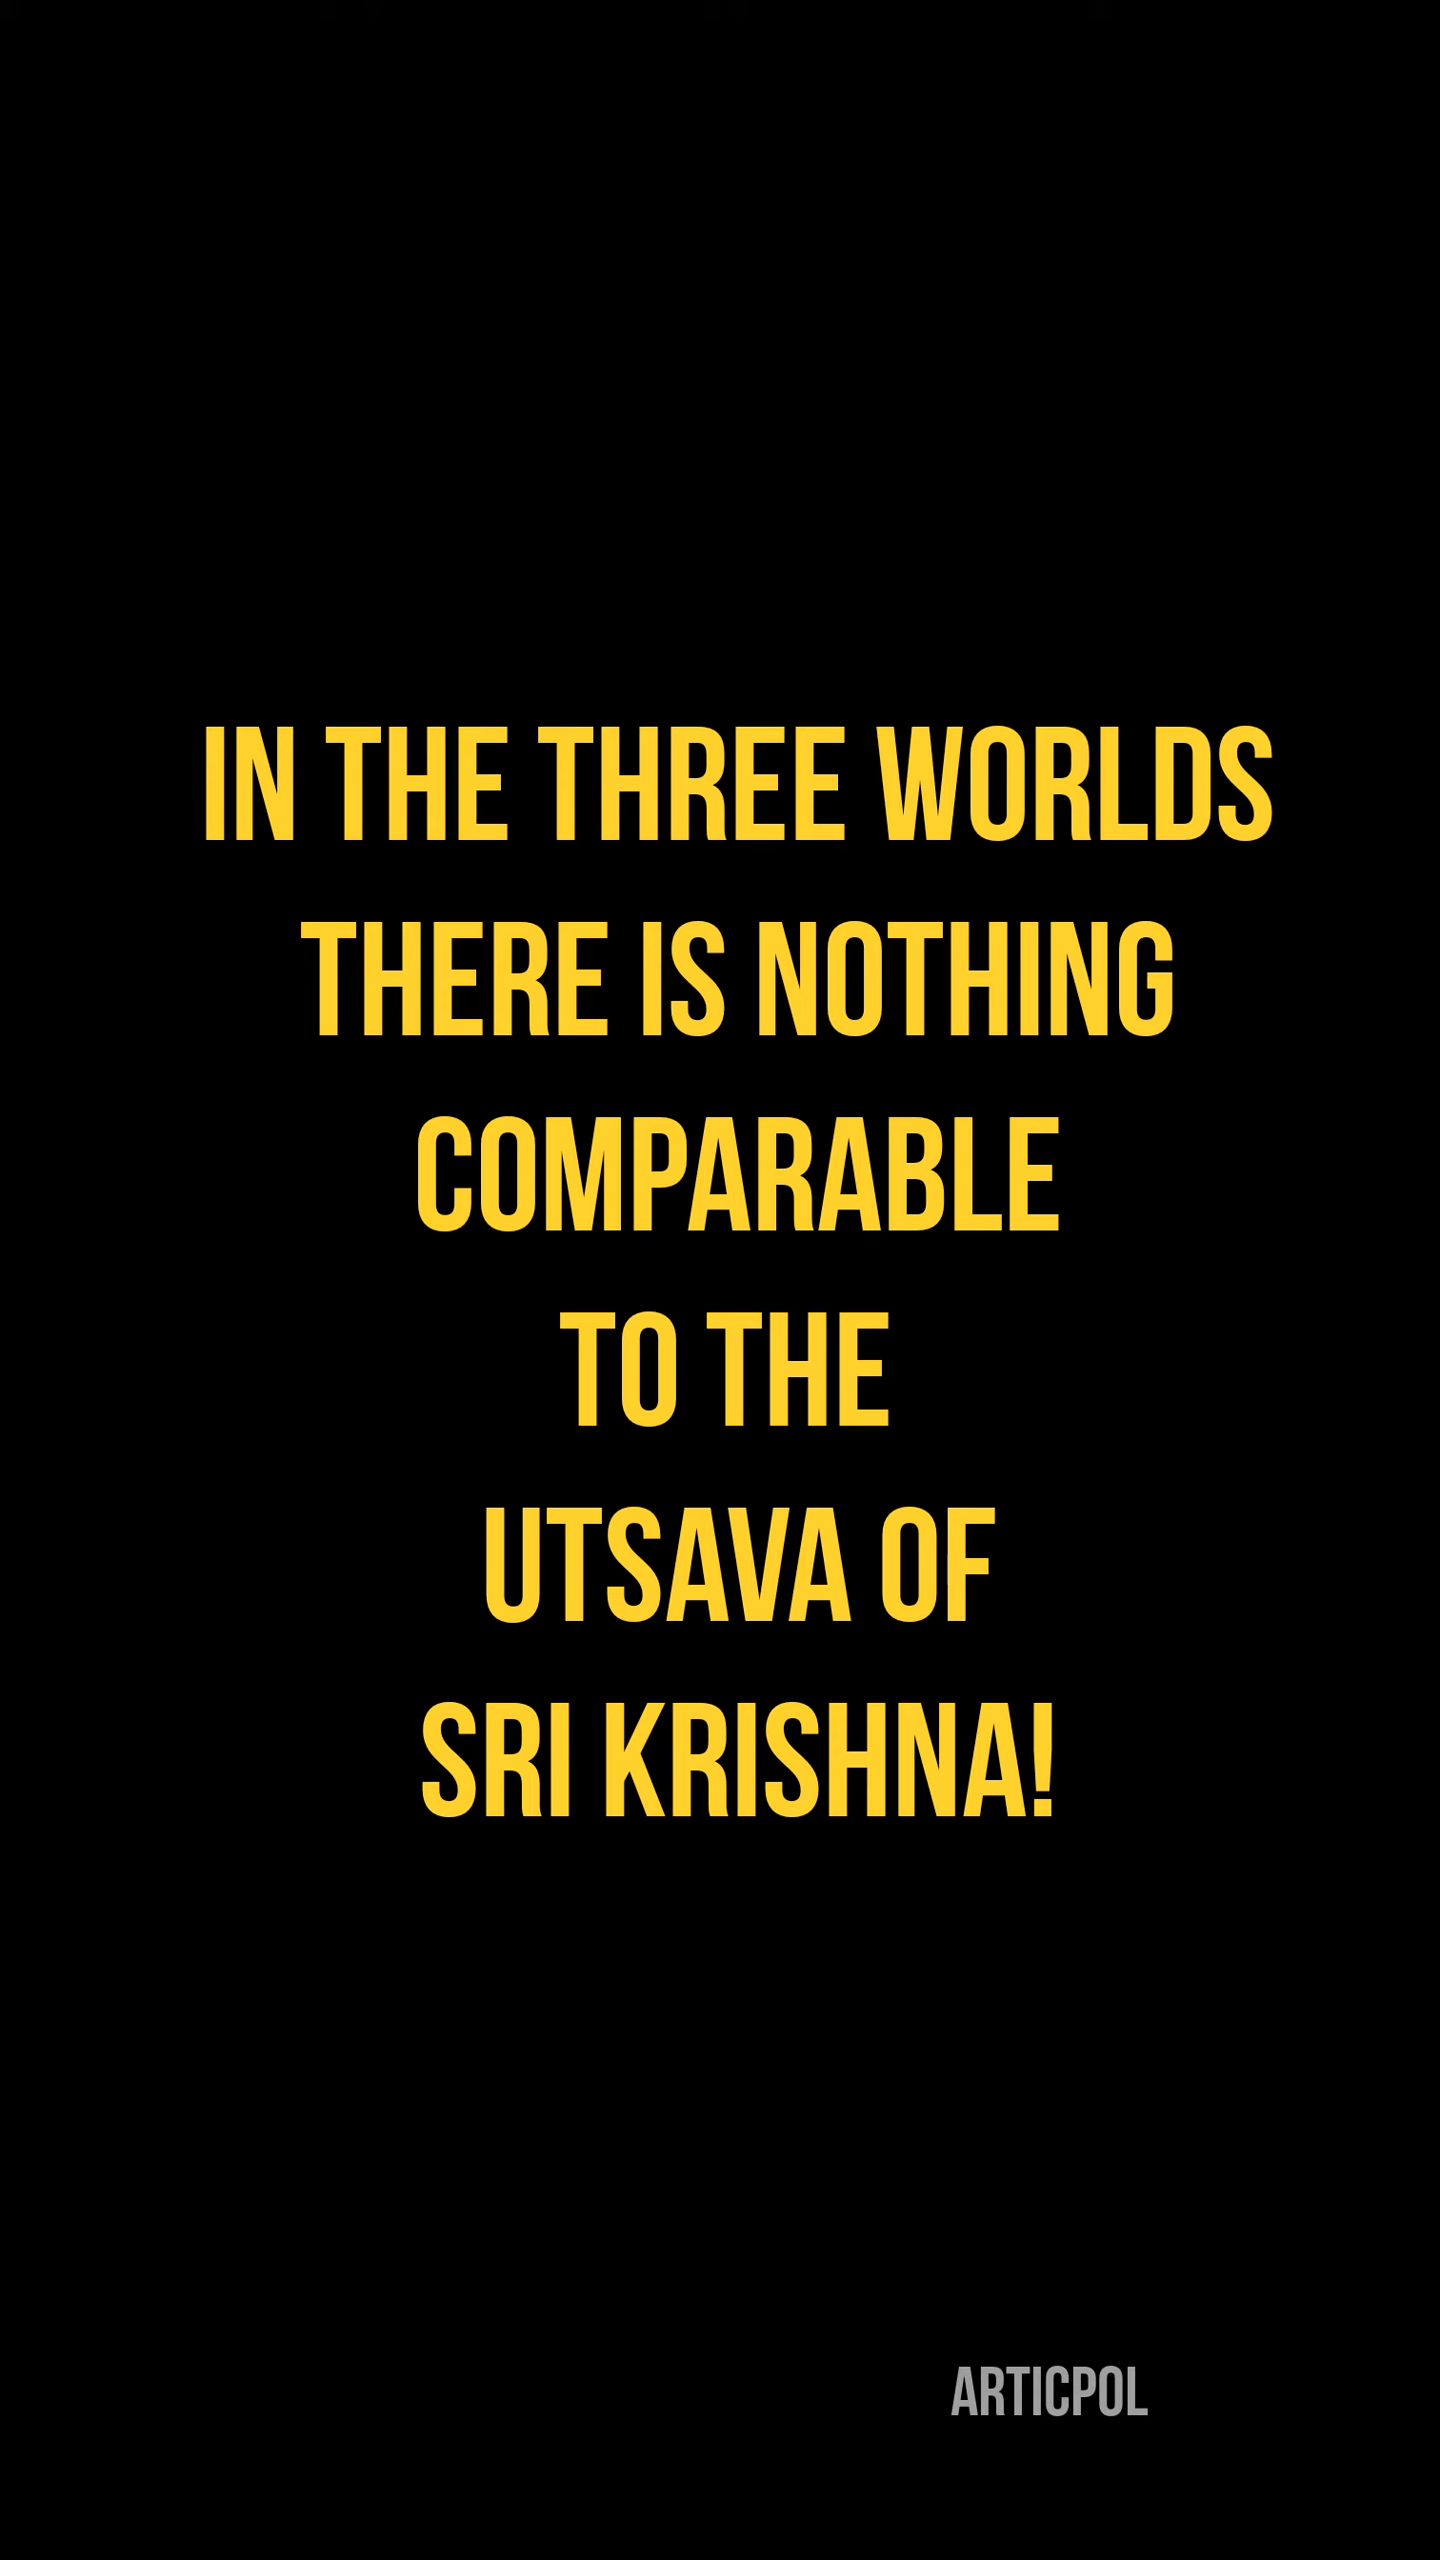 IN THE THREE WORLDS
THERE IS NOTHING
COMPARABLE
TO THE
UTSAVA OF
SRI KRISHNA!
ARTICPOL